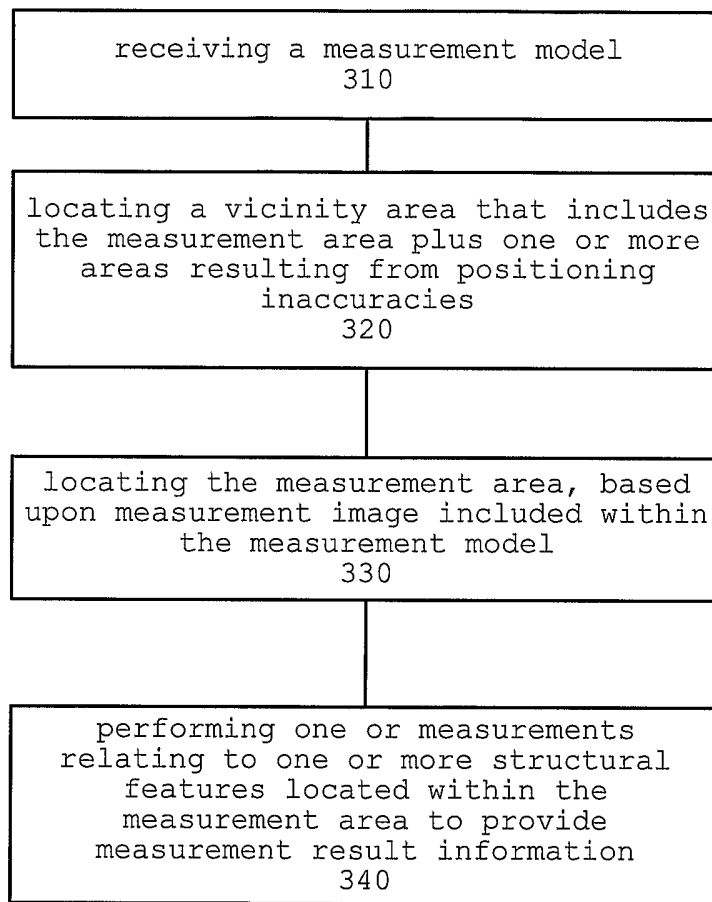 receiving a measurement model
310
locating a vicinity area that includes
the measurement area plus one or more
areas resulting from positioning
inaccuracies
320
locating the measurement area, based
upon measurement image included within
the measurement model
330
performing one or measurements
relating to one or more structural
features located within the
measurement area to provide
measurement result information
340